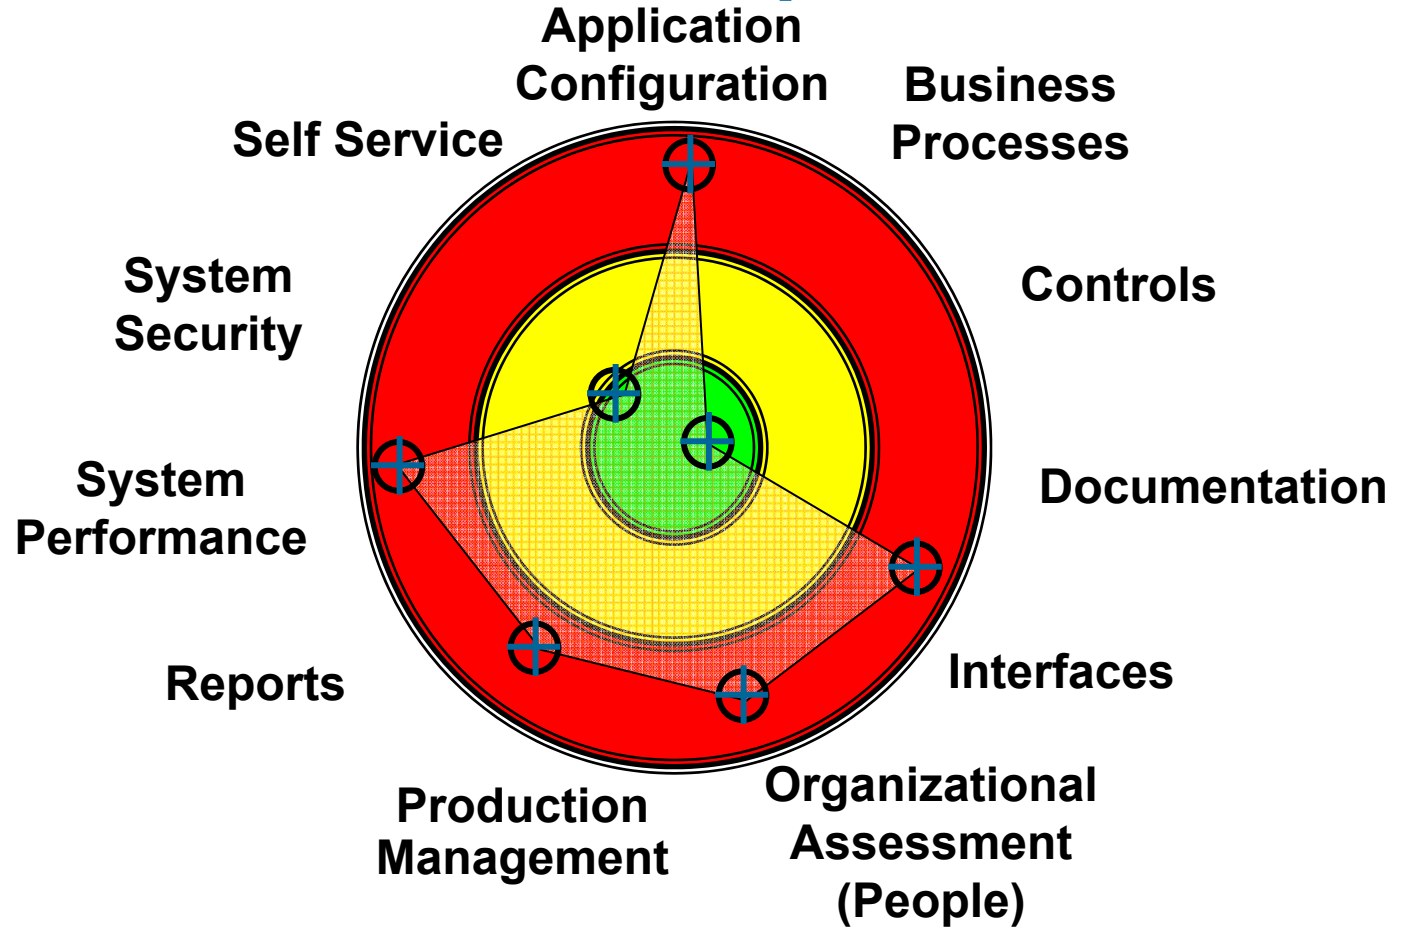 Application
Configuration
Business
Processes
Self Service
Controls
System
Security
System
Performance
Documentation
Reports
Interfaces
Production
Management
Organizational
Assessment
(People)